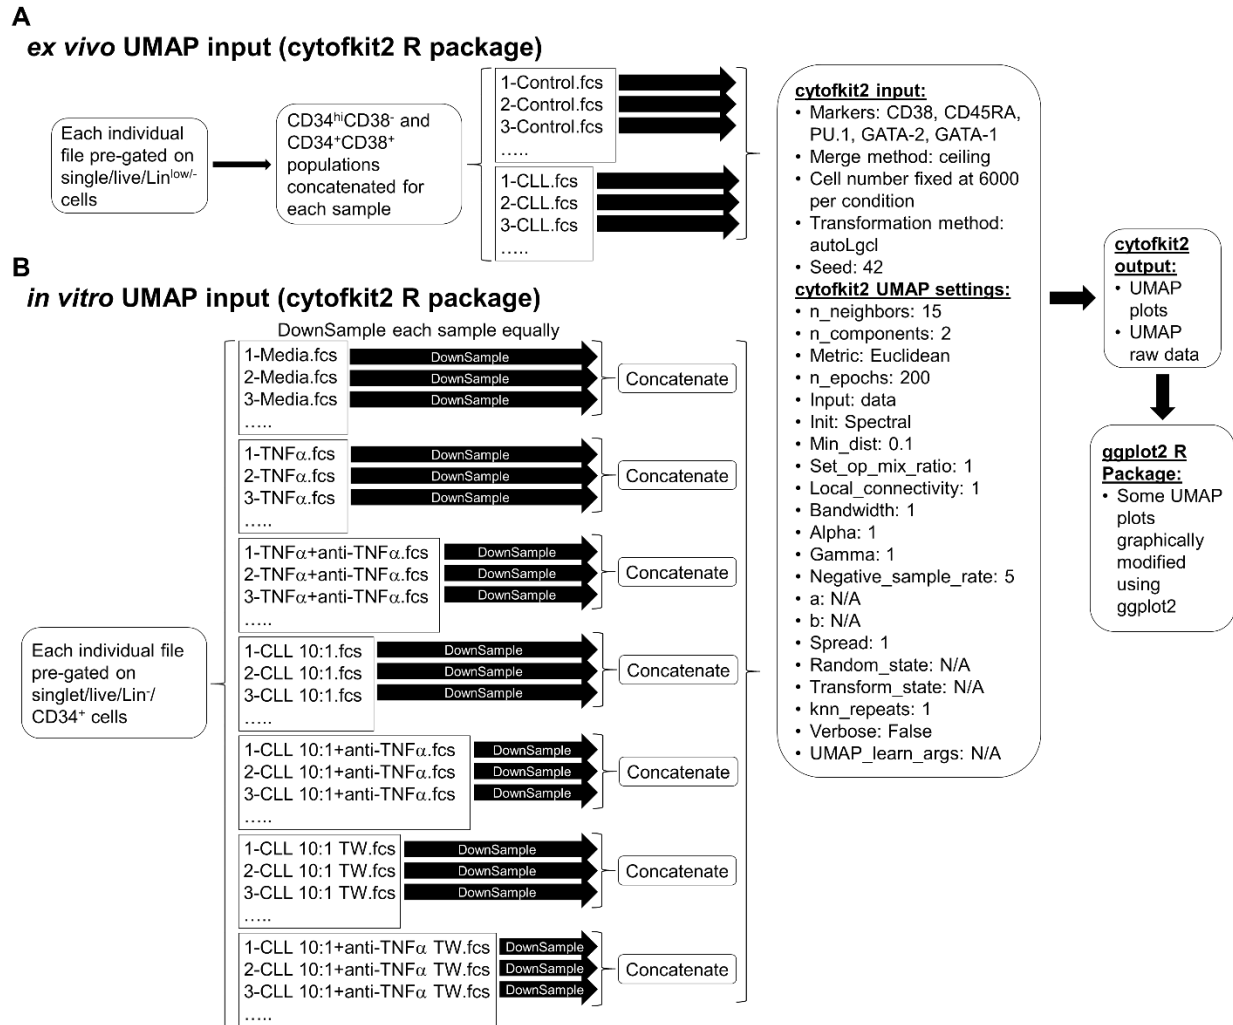 A
ex vivo UMAP input (cytofkit2 R package)
Each individual
file pre-gated on
single/live/Linlow/-
cells
CD34hiCD38- and
CD34+CD38+
populations
concatenated for
each sample
1-Control.fcs
2-Control.fcs
3-Control.fcs
.....
1-CLL.fcs
2-CLL.fcs
3-CLL.fcs
.....
B
in vitro UMAP input (cytofkit2 R package)
DownSample each sample equally
Each individual file
pre-gated on
singlet/live/Lin-/
CD34+ cells
1-Media.fcs
2-Media.fcs
3-Media.fcs
.....
DownSample
DownSample
DownSample
Concatenate
1-TNFα.fcs
2-TNFα.fcs
3-TNFα.fcs
.....
DownSample
DownSample
DownSample
Concatenate
1-TNFα+anti-TNFα.fcs
2-TNFα+anti-TNFα.fcs
3-TNFα+anti-TNFα.fcs
.....
DownSample
DownSample
DownSample
Concatenate
1-CLL 10:1.fcs
2-CLL 10:1.fcs
3-CLL 10:1.fcs
.....
DownSample
DownSample
DownSample
Concatenate
1-CLL 10:1+anti-TNFα.fcs
2-CLL 10:1+anti-TNFα.fcs
3-CLL 10:1+anti-TNFα.fcs
.....
DownSample
DownSample
DownSample
Concatenate
1-CLL 10:1 TW.fcs
2-CLL 10:1 TW.fcs
3-CLL 10:1 TW.fcs
.....
DownSample
DownSample
DownSample
Concatenate
1-CLL 10:1+anti-TNFα TW.fcs
2-CLL 10:1+anti-TNFα TW.fcs
3-CLL 10:1+anti-TNFα TW.fcs
.....
DownSample
DownSample
DownSample
Concatenate
cytofkit2 input:
• Markers: CD38, CD45RA,
PU.1, GATA-2, GATA-1
• Merge method: ceiling
• Cell number fixed at 6000
per condition
• Transformation method:
autoLgcl
• Seed: 42
cytofkit2 UMAP settings:
• n_neighbors: 15
• n_components: 2
• Metric: Euclidean
• n_epochs: 200
• Input: data
• Init: Spectral
• Min_dist: 0.1
• Set_op_mix_ratio: 1
• Local_connectivity: 1
• Bandwidth: 1
• Alpha: 1
• Gamma: 1
• Negative_sample_rate: 5
• a: N/A
• b: N/A
• Spread: 1
• Random_state: N/A
• Transform_state: N/A
• knn_repeats: 1
• Verbose: False
• UMAP_learn_args: N/A
cytofkit2
output:
• UMAP
plots
• UMAP
raw data
ggplot2 R
Package:
• Some UMAP
plots
graphically
modified
using
ggplot2